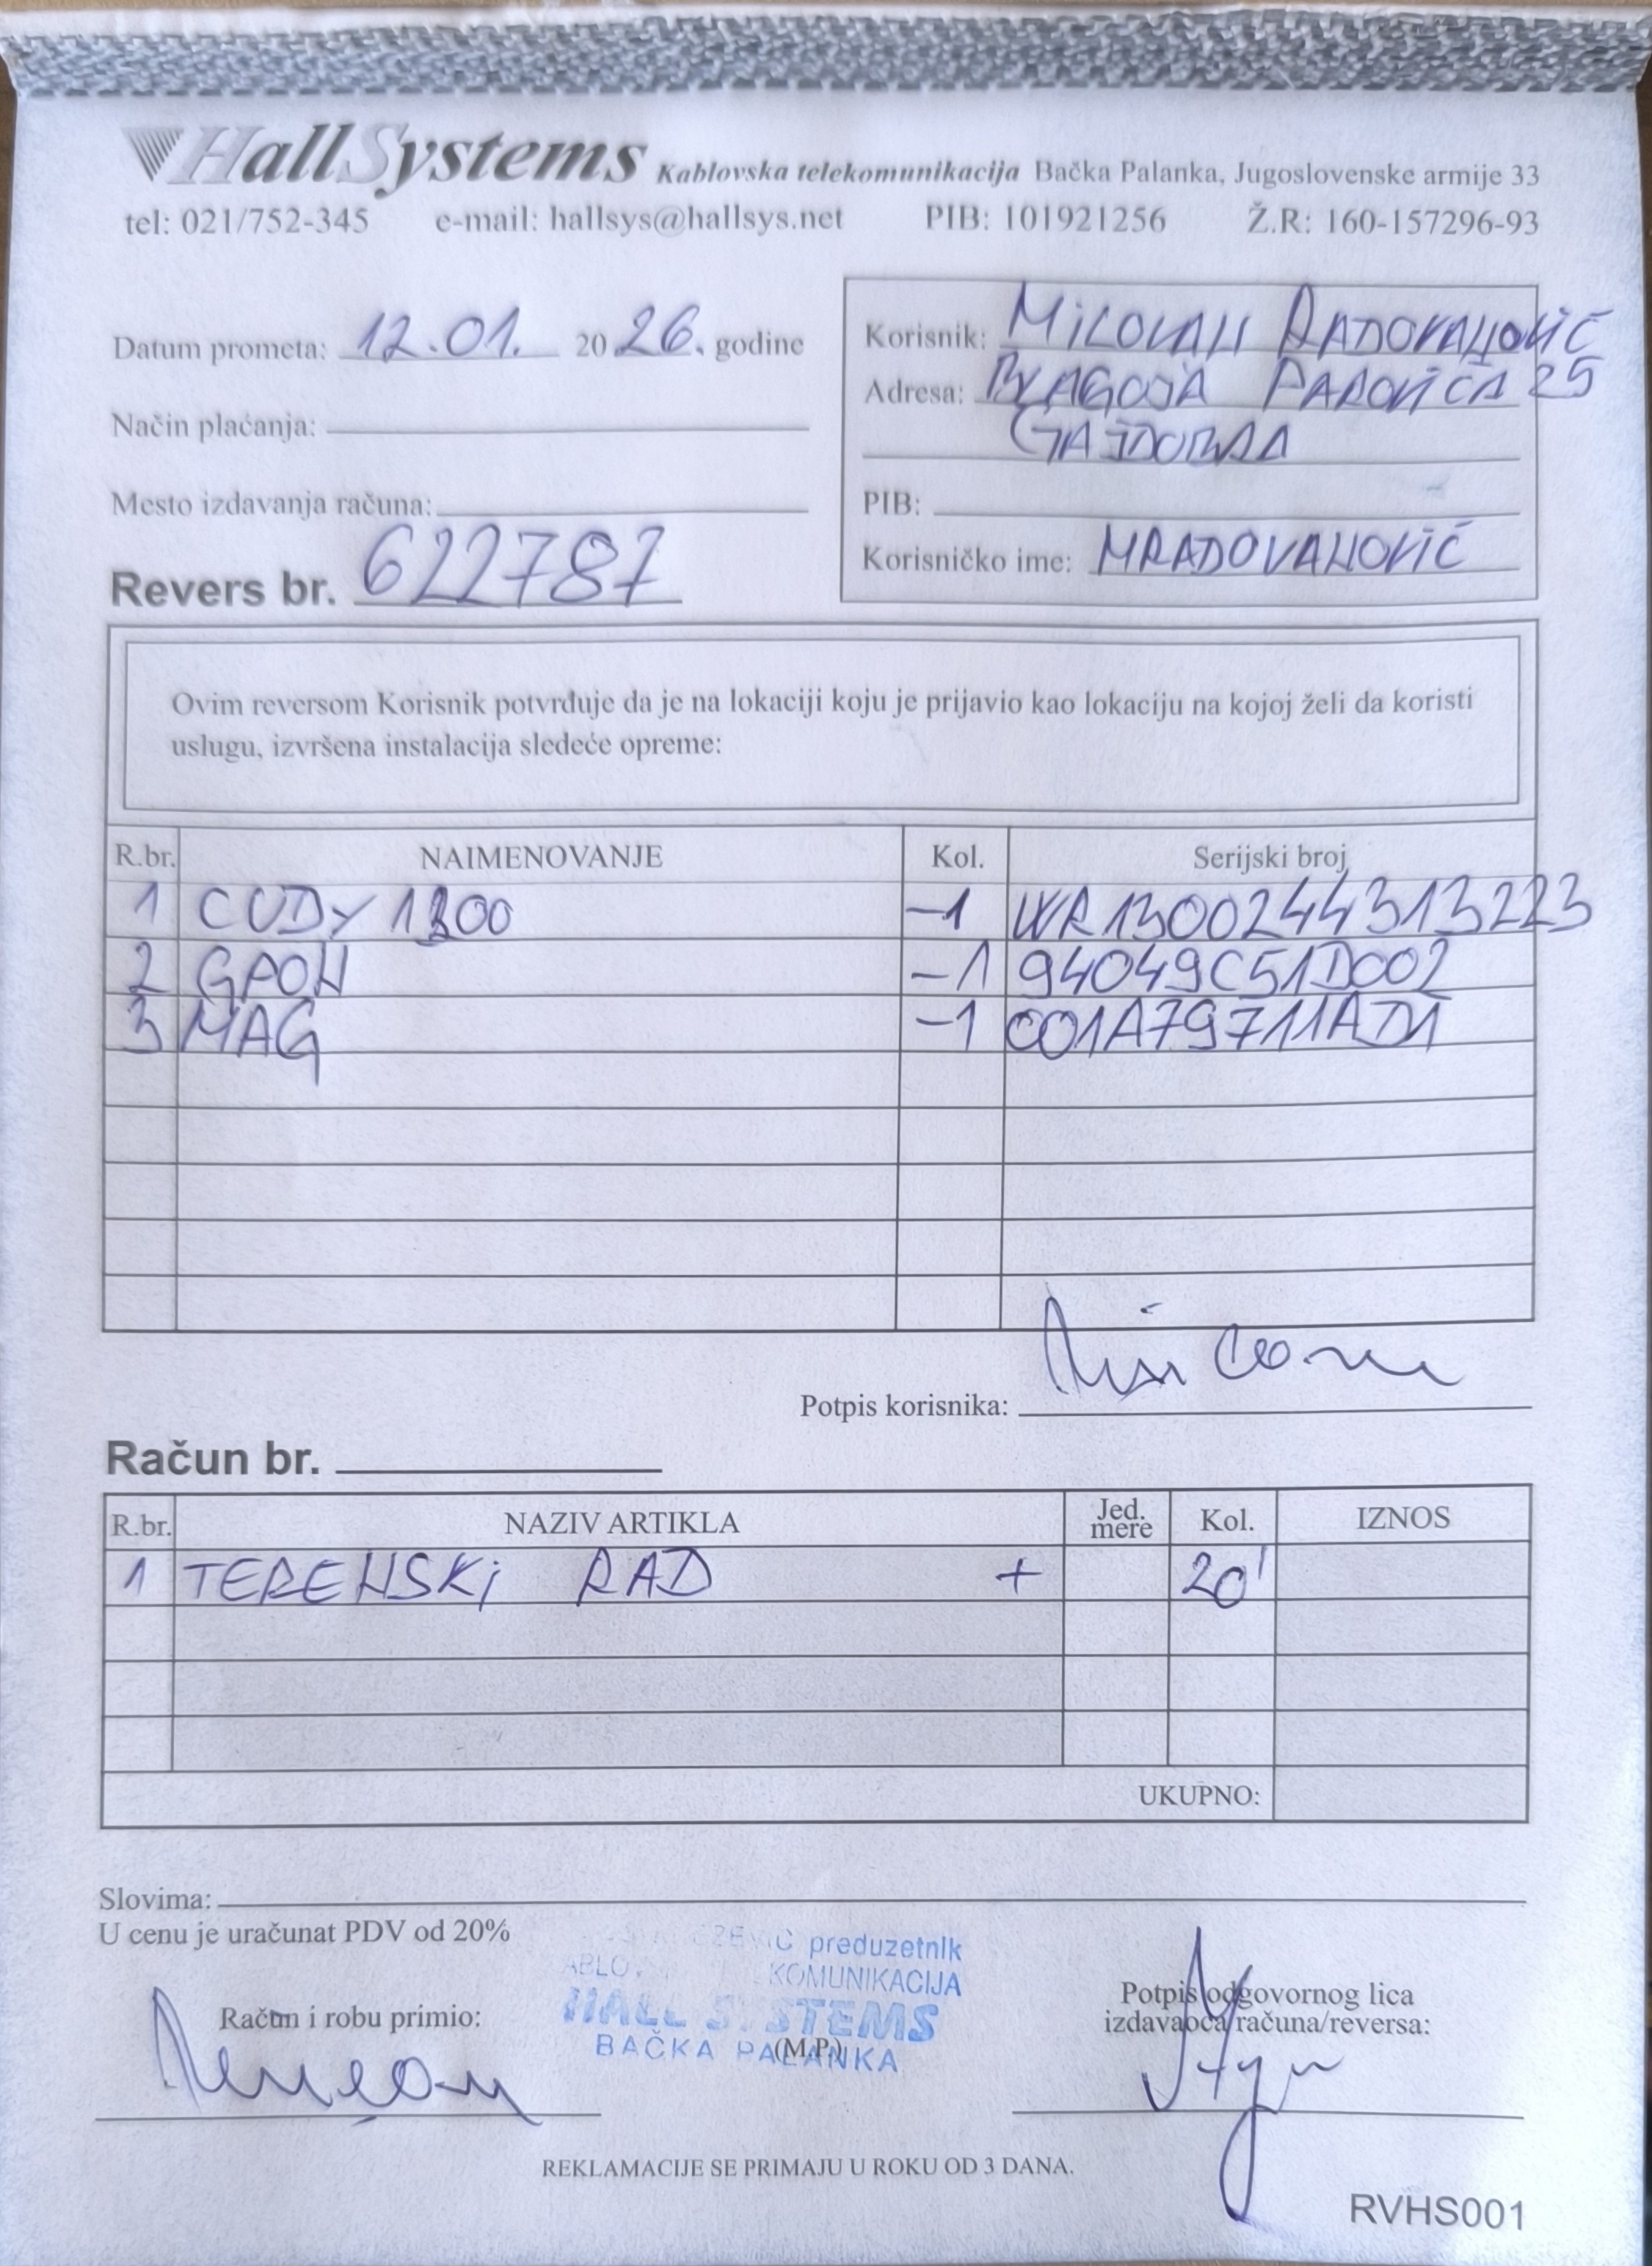 HallSystems Kablovska telekomunikacija Bačka Palanka, Jugoslovenske armije 33
tel: 021/752-345 e-mail: hallsys@hallsys.net PIB: 101921256 Ž.R: 160-157296-93
Datum prometa: 12.01. 2026. godine
Način plaćanja:
Mesto izdavanja računa:
Revers br. 622787
Korisnik: MiLOVAN RADOVANOVIĆ
Adresa: BLAGOJA PAROVIĆA 25
GAJDOBRA
PIB:
Korisničko ime: MRADOVANOVIĆ
Ovim reversom Korisnik potvrđuje da je na lokaciji koju je prijavio kao lokaciju na kojoj želi da koristi
uslugu, izvršena instalacija sledeće opreme:
R.br. NAIMENOVANJE Kol. Serijski broj
1 CUDY 1300 -1 WR1300244313223
2 GPON -1 94049C51D002
3 MAG -1 001A79711AD1
Potpis korisnika:
Račun br.
R.br. NAZIV ARTIKLA Jed. mere Kol. IZNOS
1 TERENSKi RAD + 20'
UKUPNO:
Slovima:
U cenu je uračunat PDV od 20%
preduzetnik
KOMUNIKACIJA
HALL SYSTEMS
BAČKA PALANKA
(M.P.)
Račun i robu primio:
Potpis odgovornog lica
izdavaoca računa/reversa:
REKLAMACIJE SE PRIMAJU U ROKU OD 3 DANA.
RVHS001